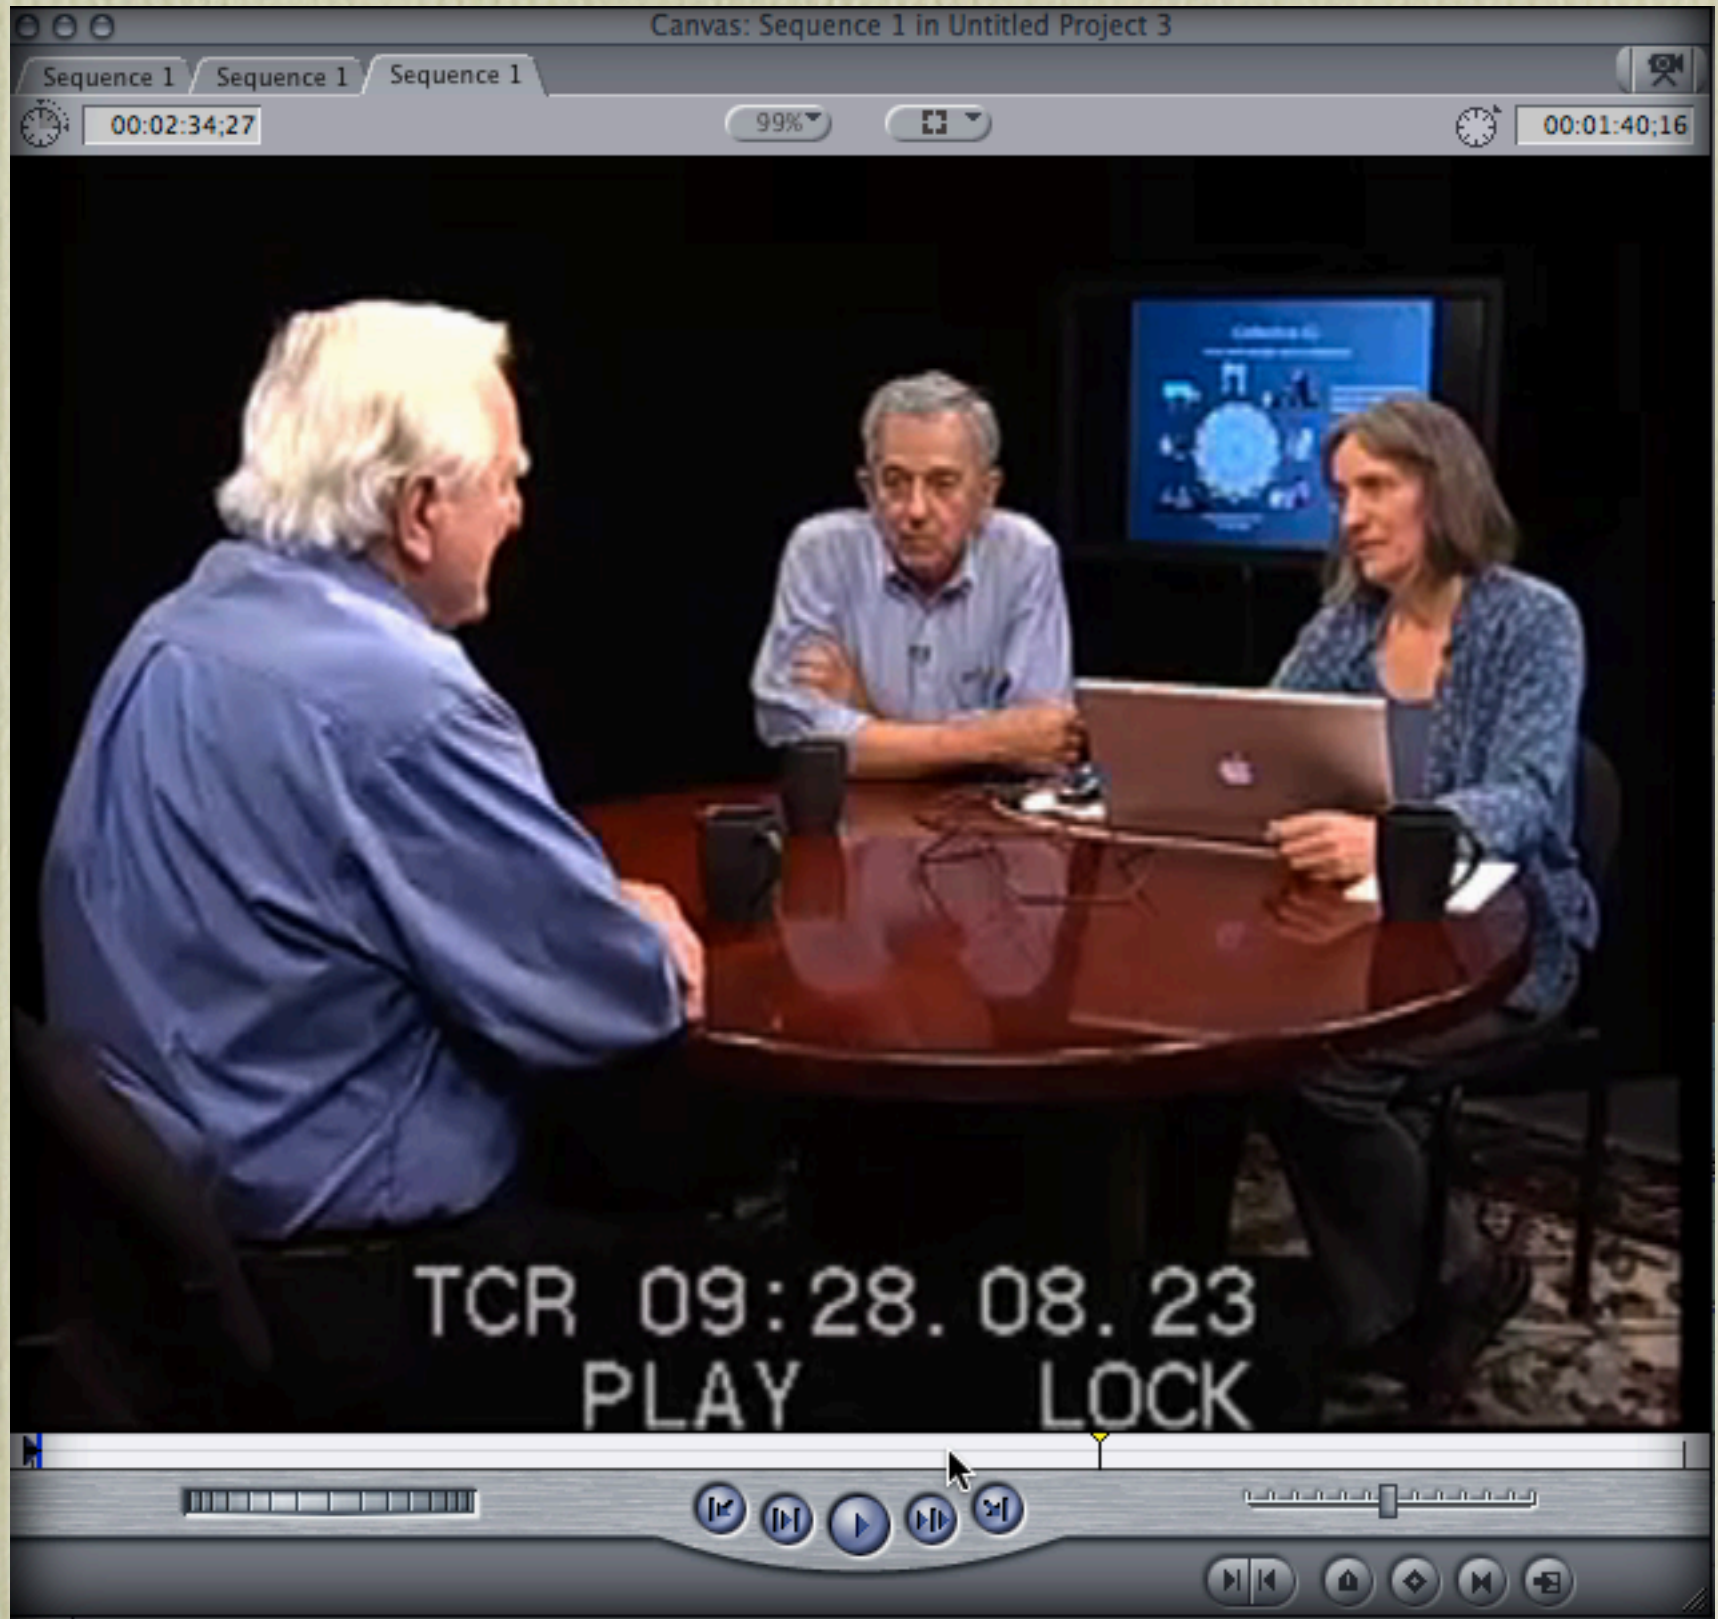 Canvas: Sequence 1 in Untitled Project 3
Sequence 1
Sequence 1
Sequence 1
00:02:34;27
99%
00:01:40;16
TCR 09:28.08.23
PLAY LOCK